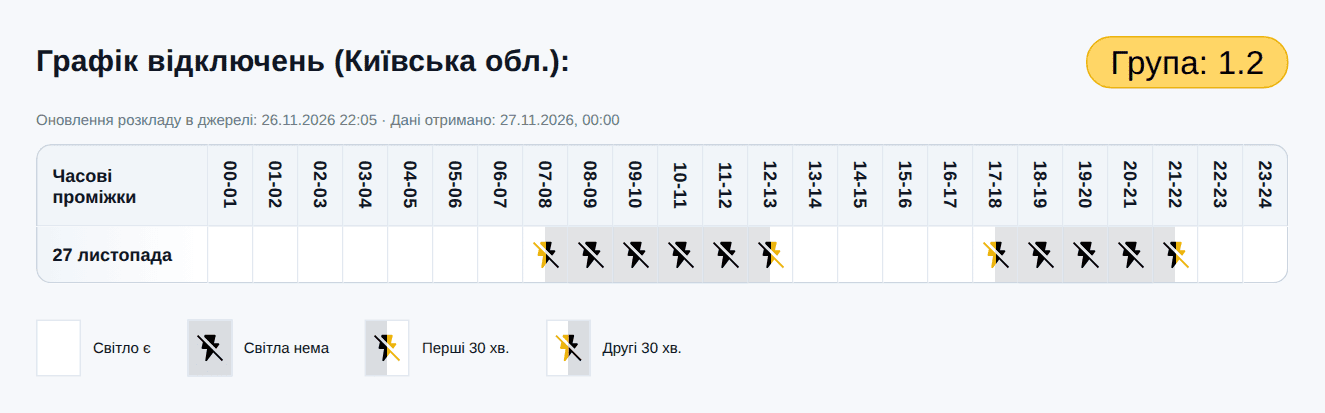 Графік відключень (Київська обл.):
Група: 1.2
Оновлення розкладу в джерелі: 26.11.2026 22:05 · Дані отримано: 27.11.2026, 00:00
Часові
проміжки
00-01
01-02
02-03
03-04
04-05
05-06
06-07
07-08
08-09
09-10
10-11
11-12
12-13
13-14
14-15
15-16
16-17
17-18
18-19
19-20
20-21
21-22
22-23
23-24
27 листопада
Світло є
Світла нема
Перші 30 хв.
Другі 30 хв.